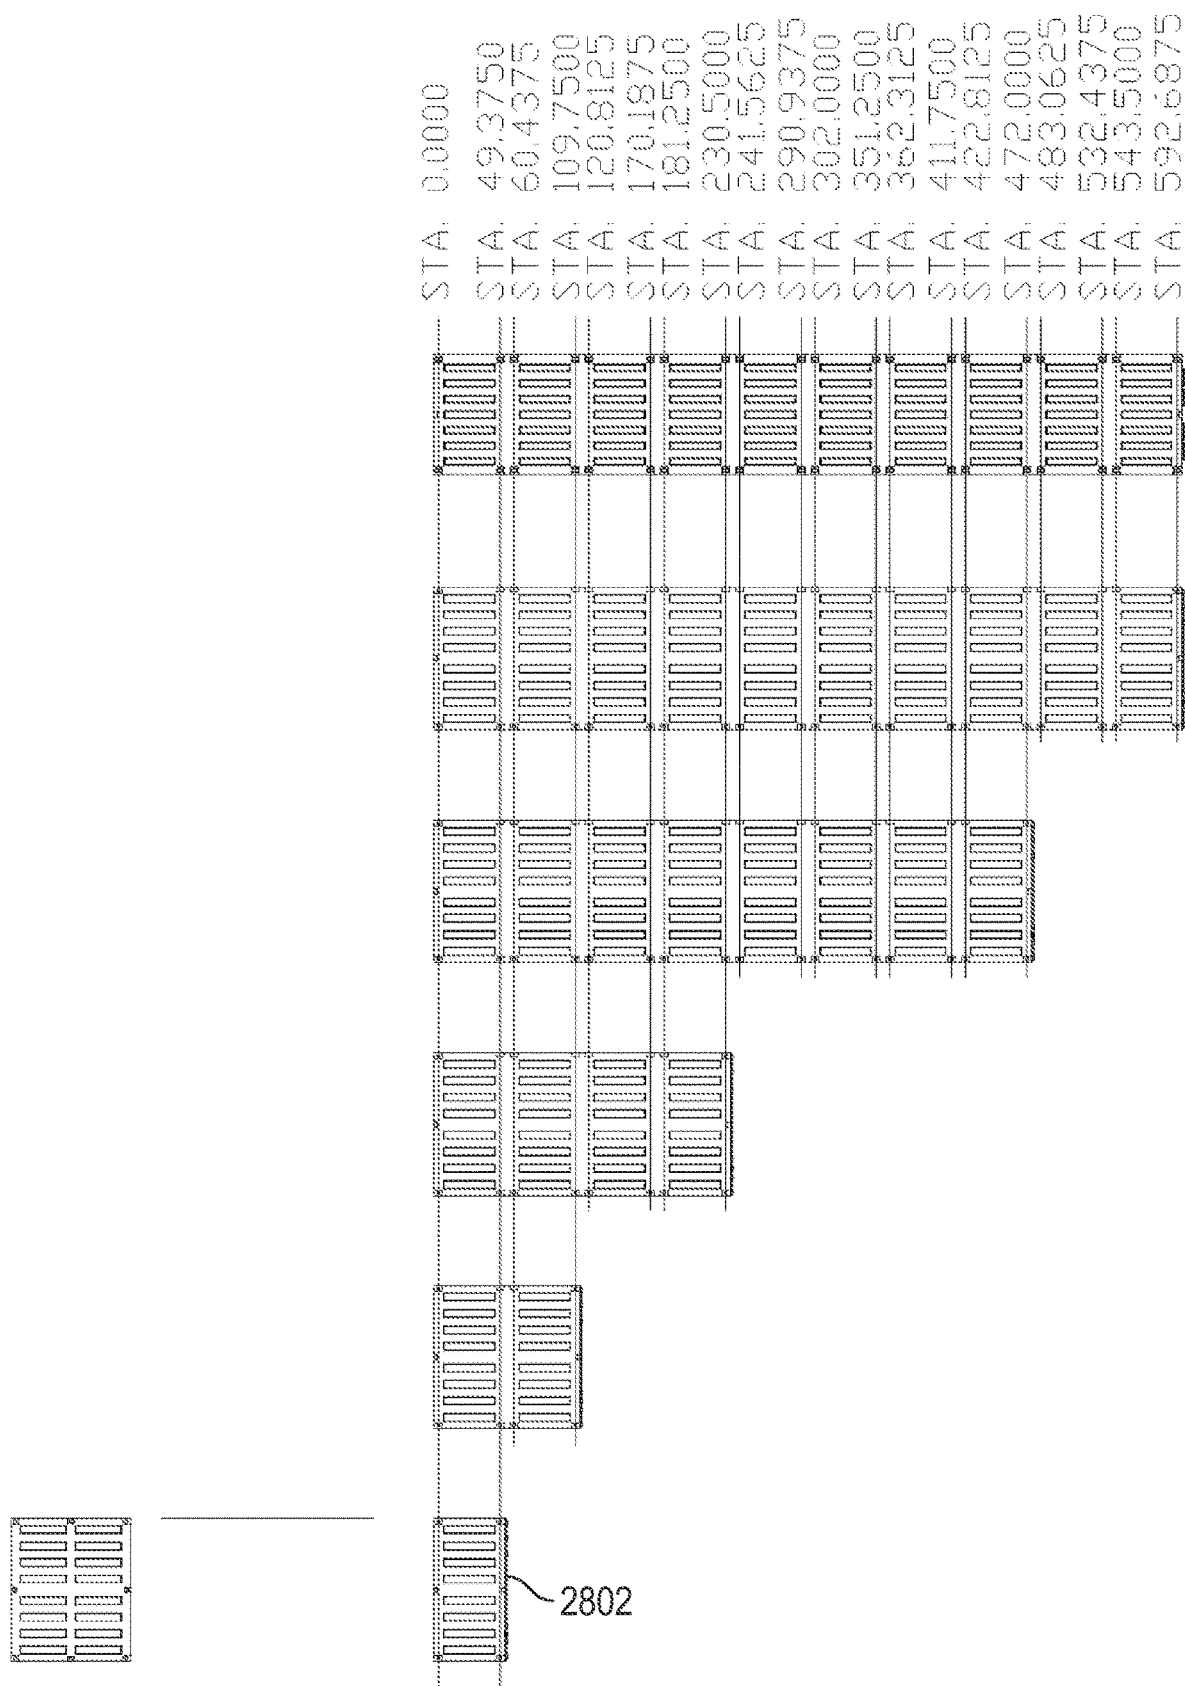 STA. 0.0000
STA. 49.3750
STA. 60.4375
STA. 109.7500
STA. 120.8125
STA. 170.1875
STA. 181.2500
STA. 230.5000
STA. 241.5625
STA. 290.9375
STA. 302.0000
STA. 351.2500
STA. 362.3125
STA. 411.7500
STA. 422.8125
STA. 472.0000
STA. 483.0625
STA. 532.4375
STA. 543.5000
STA. 592.6875
2802